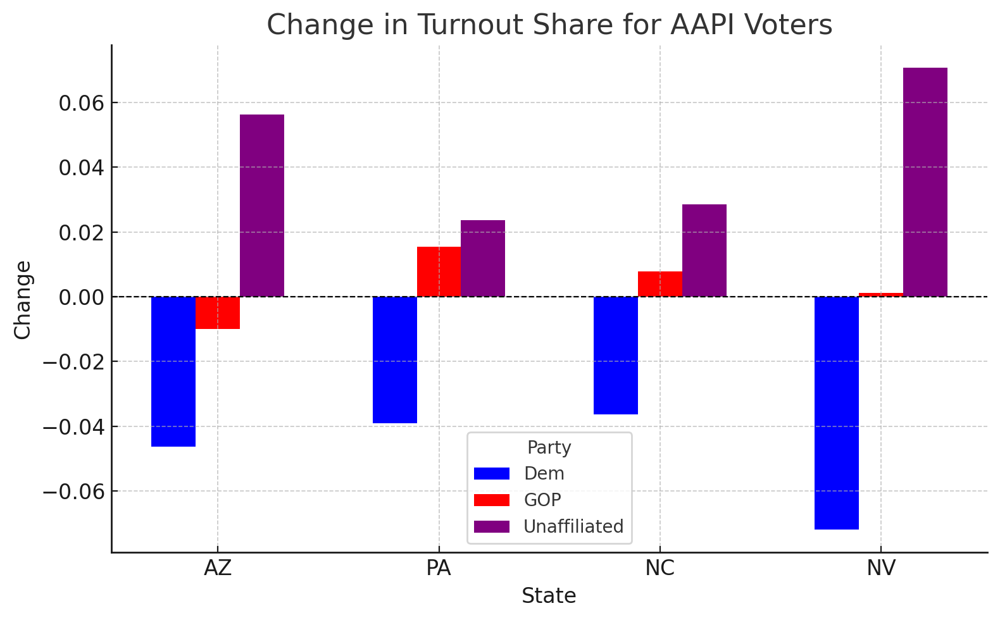 Change in Turnout Share for AAPI Voters
Change
0.06
0.04
0.02
0.00
−0.02
−0.04
−0.06
Party
Dem
GOP
Unaffiliated
AZ PA NC NV
State